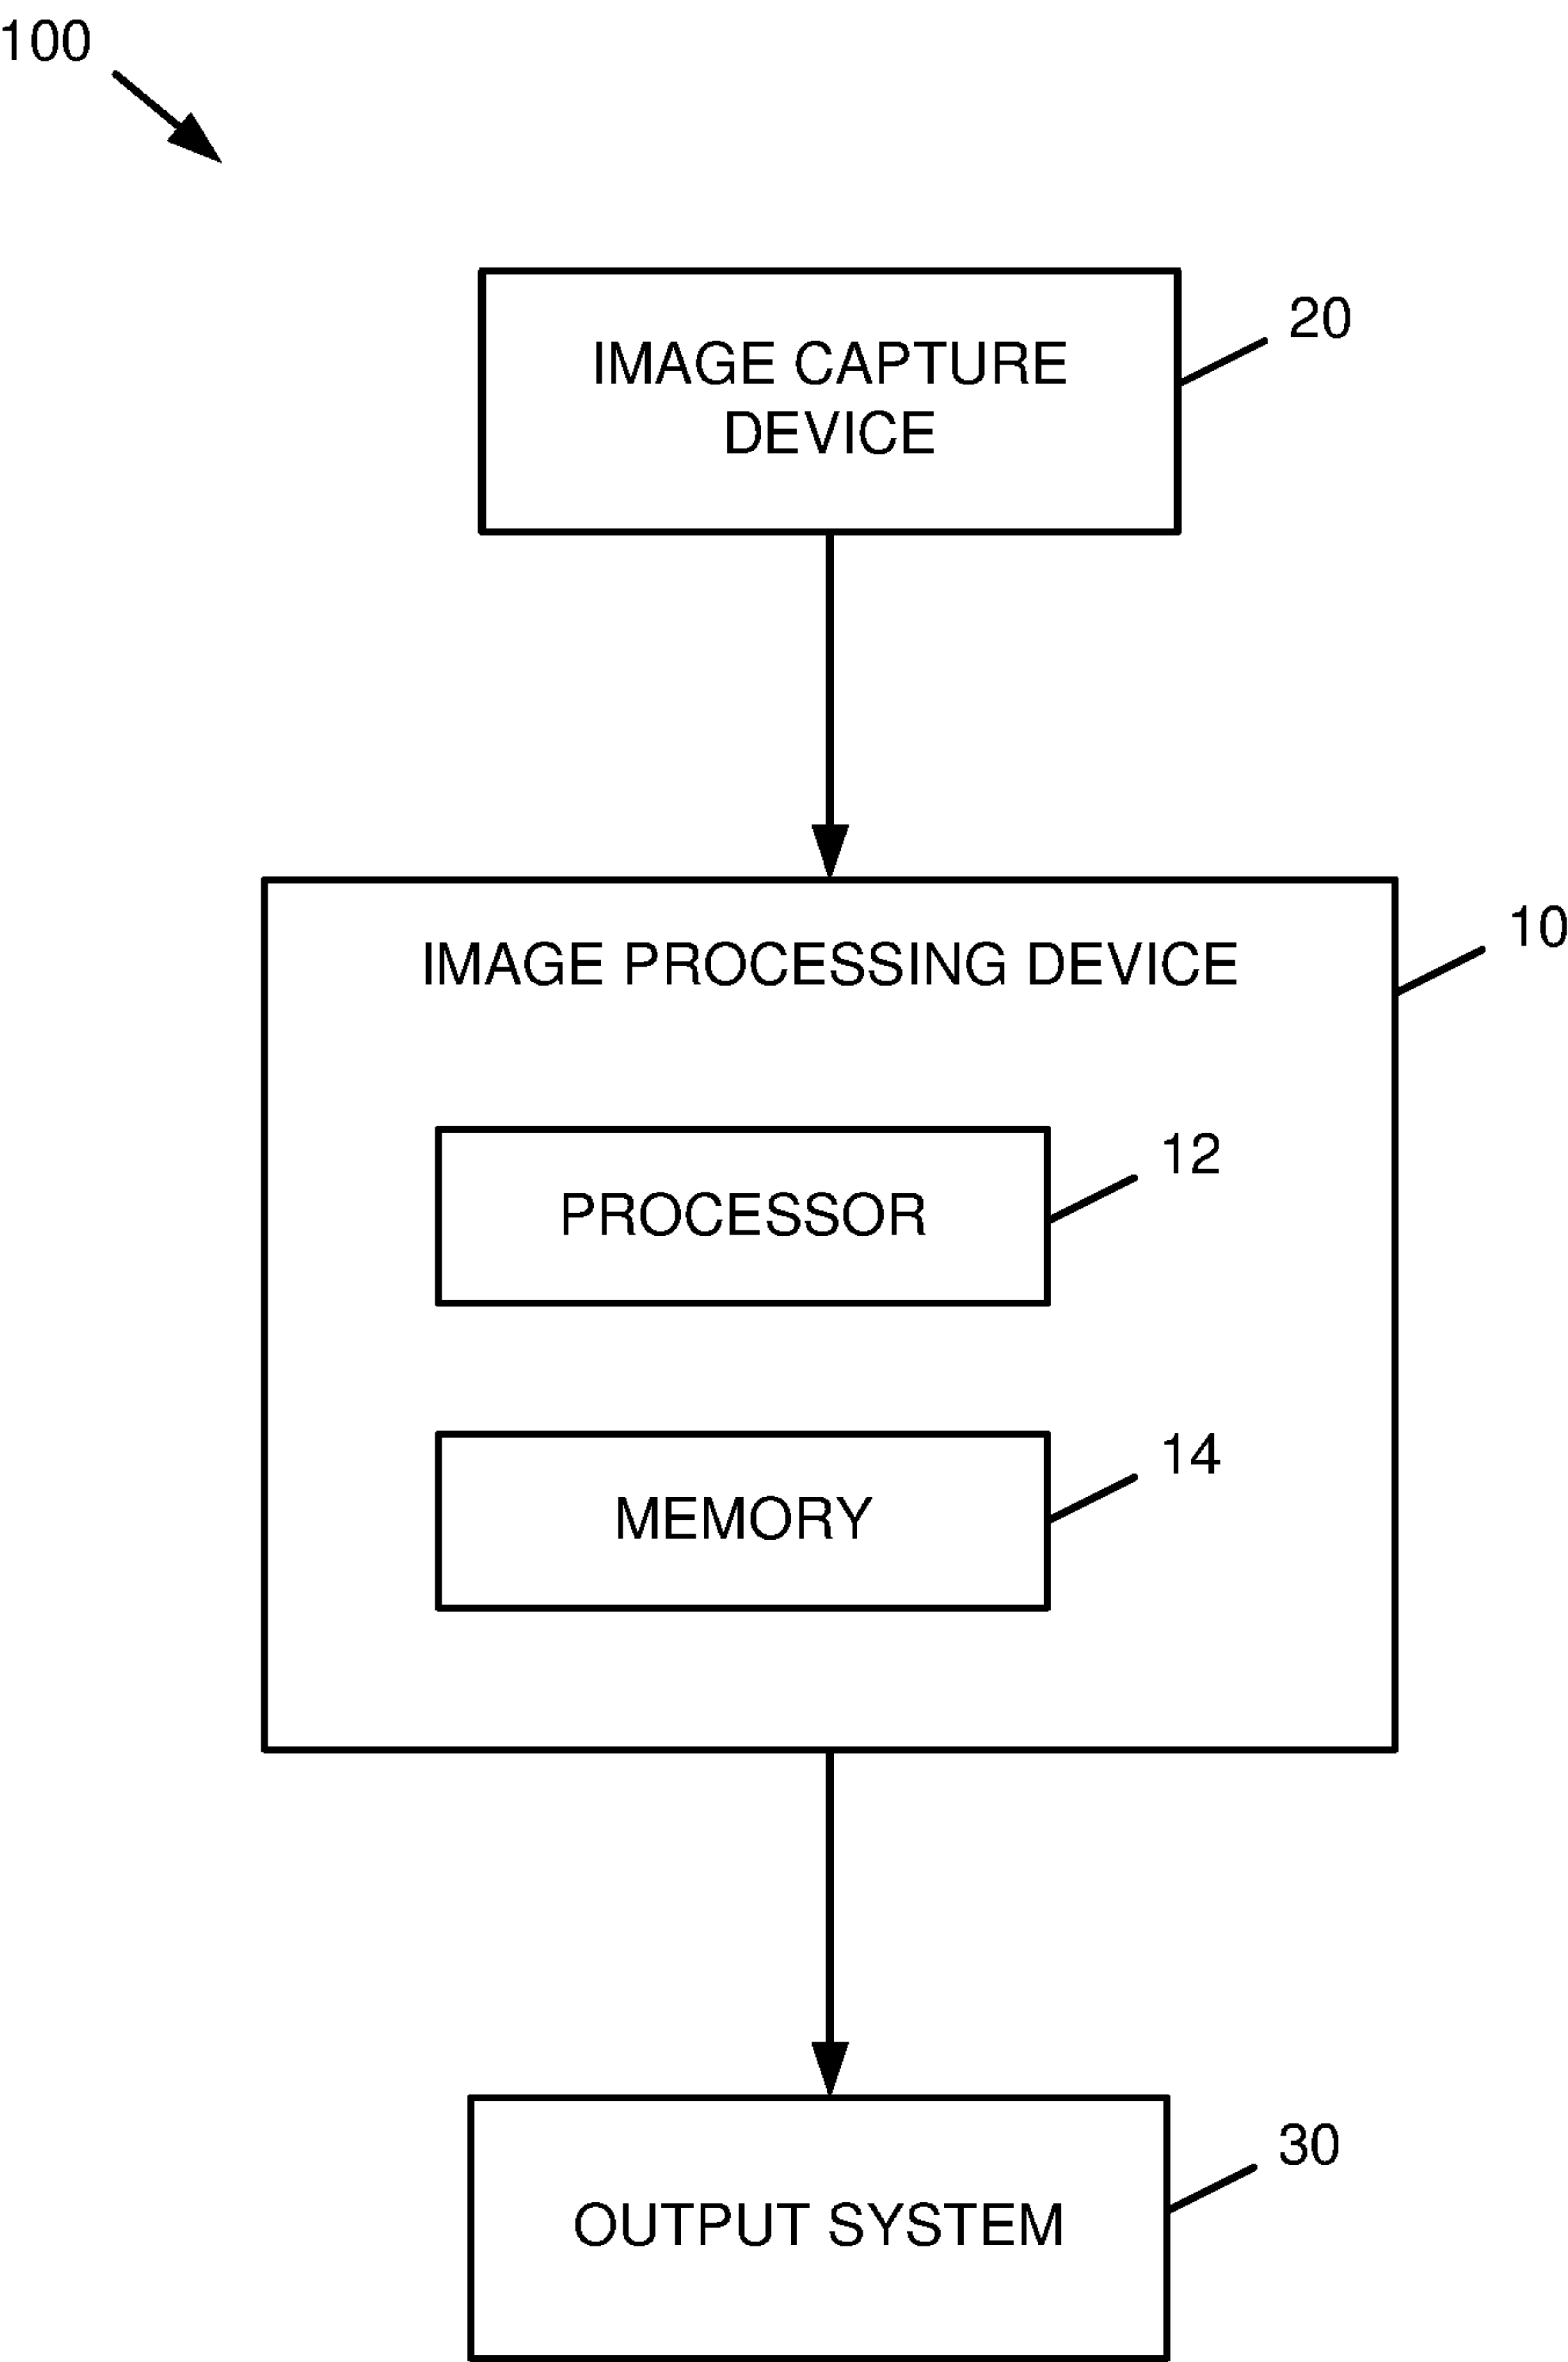 100
20
IMAGE CAPTURE
DEVICE
10
IMAGE PROCESSING DEVICE
12
PROCESSOR
14
MEMORY
30
OUTPUT SYSTEM